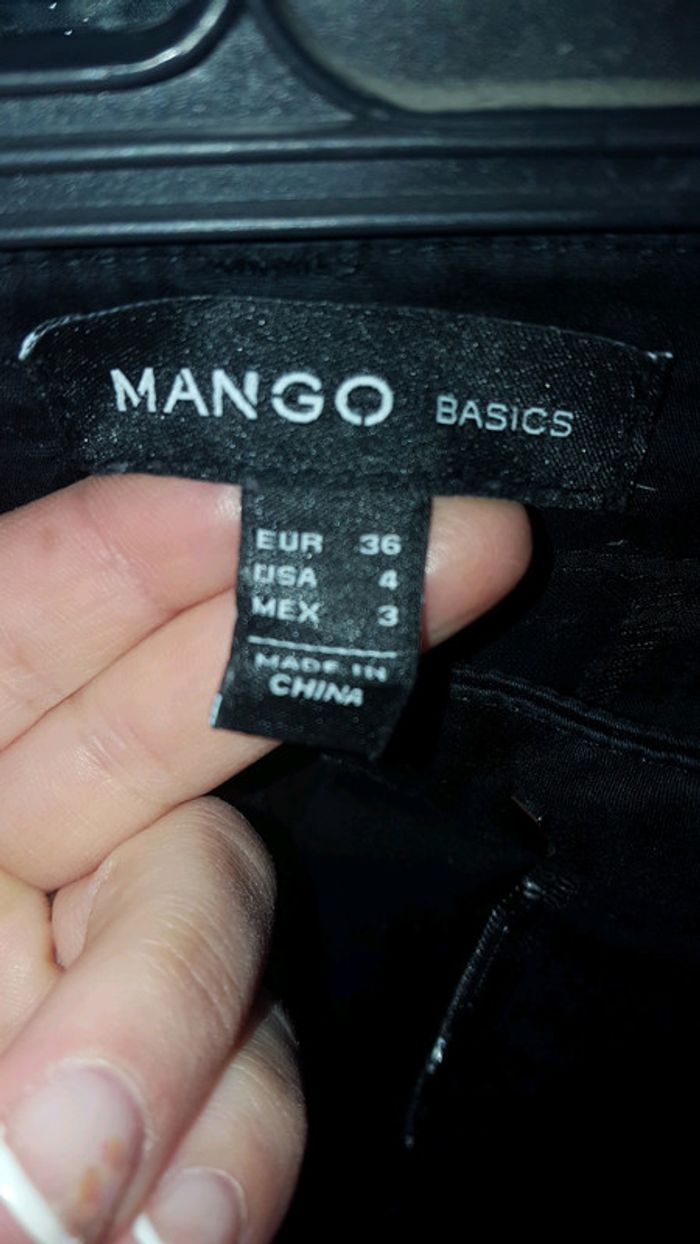 MANGO BASICS
EUR 36
USA 4
MEX 3
MADE IN
CHINA